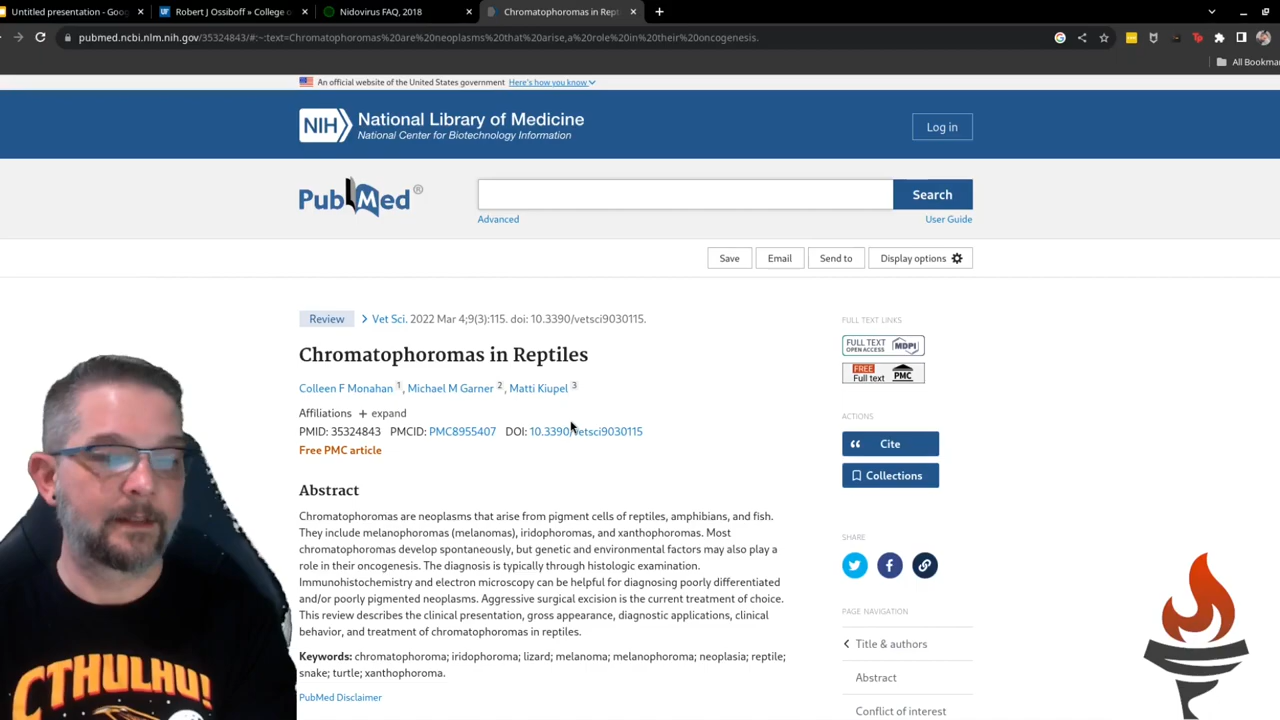 Untitled presentation - Goo
Robert J Ossiboff » College o
Nidovirus FAQ, 2018
Chromatophoromas in Rept
pubmed.ncbi.nlm.nih.gov/35324843/#:~:text=Chromatophoromas%20are%20neoplasms%20that%20arise,a%20role%20in%20their%20oncogenesis.
All Bookmar
An official website of the United States government Here's how you know
NIH National Library of Medicine
National Center for Biotechnology Information
Log in
PubMed®
Search
Advanced
User Guide
Save
Email
Send to
Display options
Review
Vet Sci. 2022 Mar 4;9(3):115. doi: 10.3390/vetsci9030115.
Chromatophoromas in Reptiles
Colleen F Monahan 1, Michael M Garner 2, Matti Kiupel 3
Affiliations + expand
PMID: 35324843 PMCID: PMC8955407 DOI: 10.3390/vetsci9030115
Free PMC article
Abstract
Chromatophoromas are neoplasms that arise from pigment cells of reptiles, amphibians, and fish.
They include melanophoromas (melanomas), iridophoromas, and xanthophoromas. Most
chromatophoromas develop spontaneously, but genetic and environmental factors may also play a
role in their oncogenesis. The diagnosis is typically through histologic examination.
Immunohistochemistry and electron microscopy can be helpful for diagnosing poorly differentiated
and/or poorly pigmented neoplasms. Aggressive surgical excision is the current treatment of choice.
This review describes the clinical presentation, gross appearance, diagnostic applications, clinical
behavior, and treatment of chromatophoromas in reptiles.
Keywords: chromatophoroma; iridophoroma; lizard; melanoma; melanophoroma; neoplasia; reptile;
snake; turtle; xanthophoroma.
PubMed Disclaimer
FULL TEXT LINKS
FULL TEXT
OPEN ACCESS MDPI
FREE
Full text PMC
ACTIONS
Cite
Collections
SHARE
PAGE NAVIGATION
Title & authors
Abstract
Conflict of interest
CTHULHU!